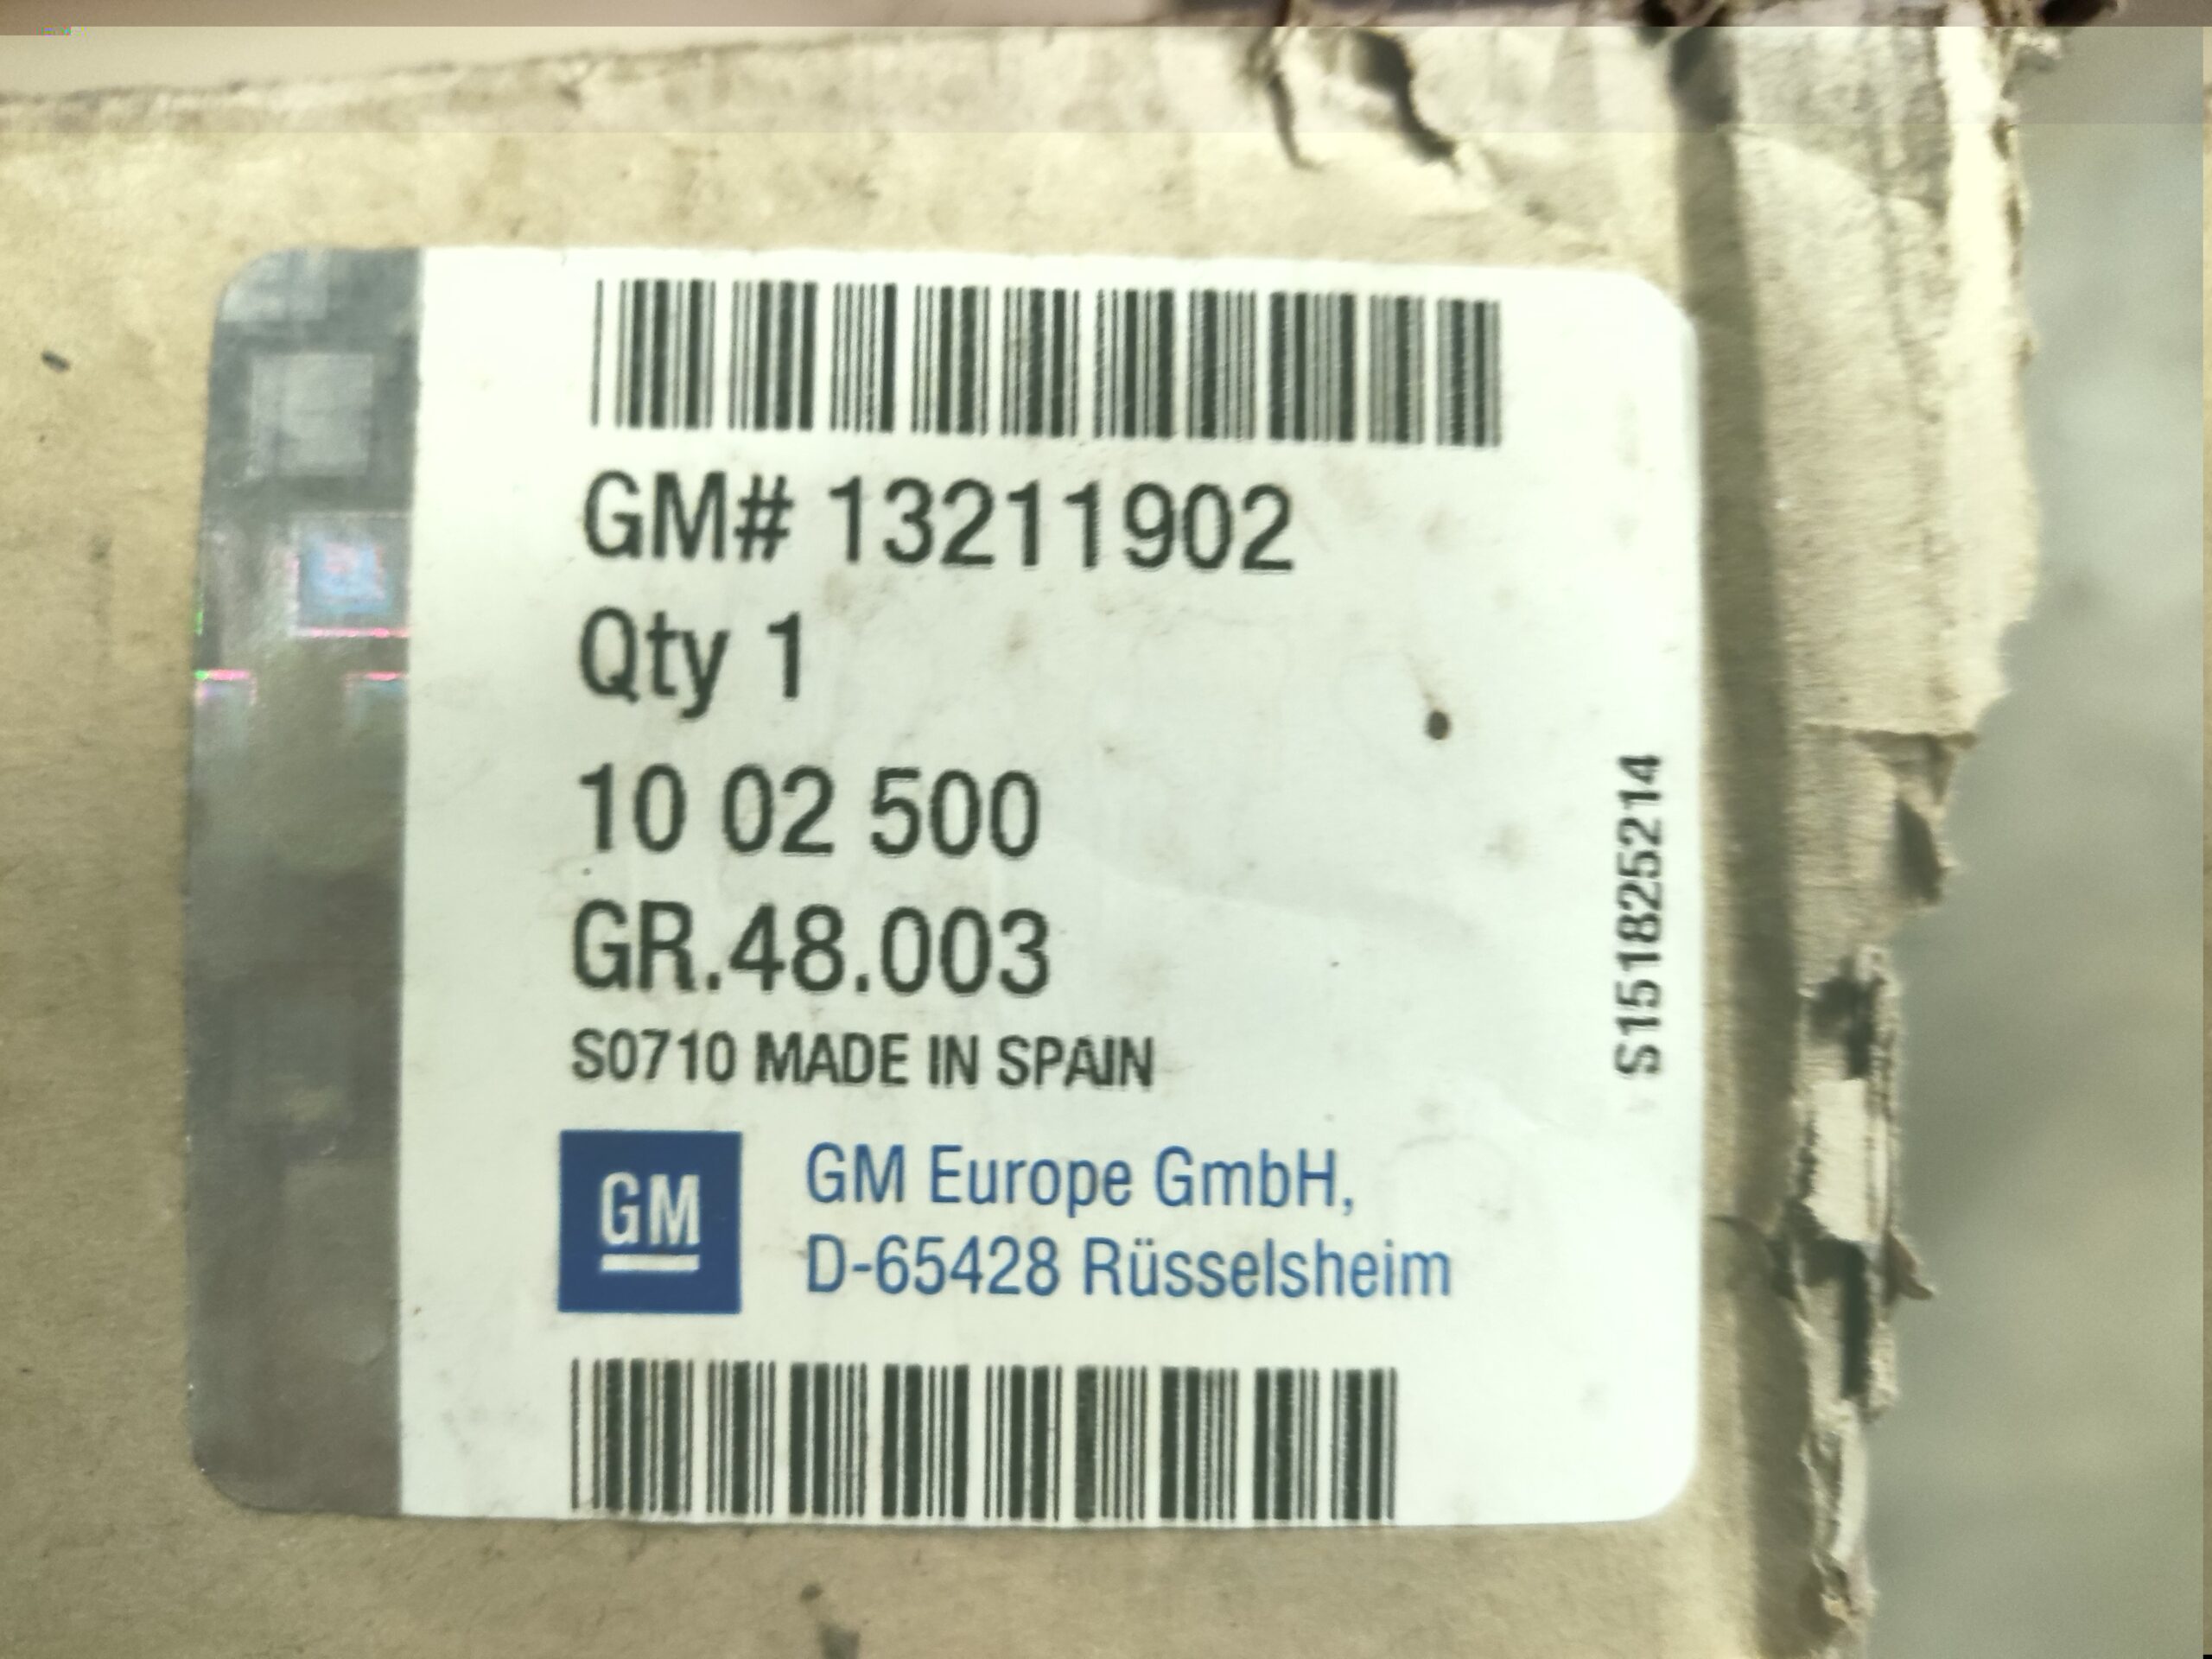 GM# 13211902
Qty 1
10 02 500
GR.48.003
S0710 MADE IN SPAIN
GM
GM Europe GmbH,
D-65428 Rüsselsheim
S151825214